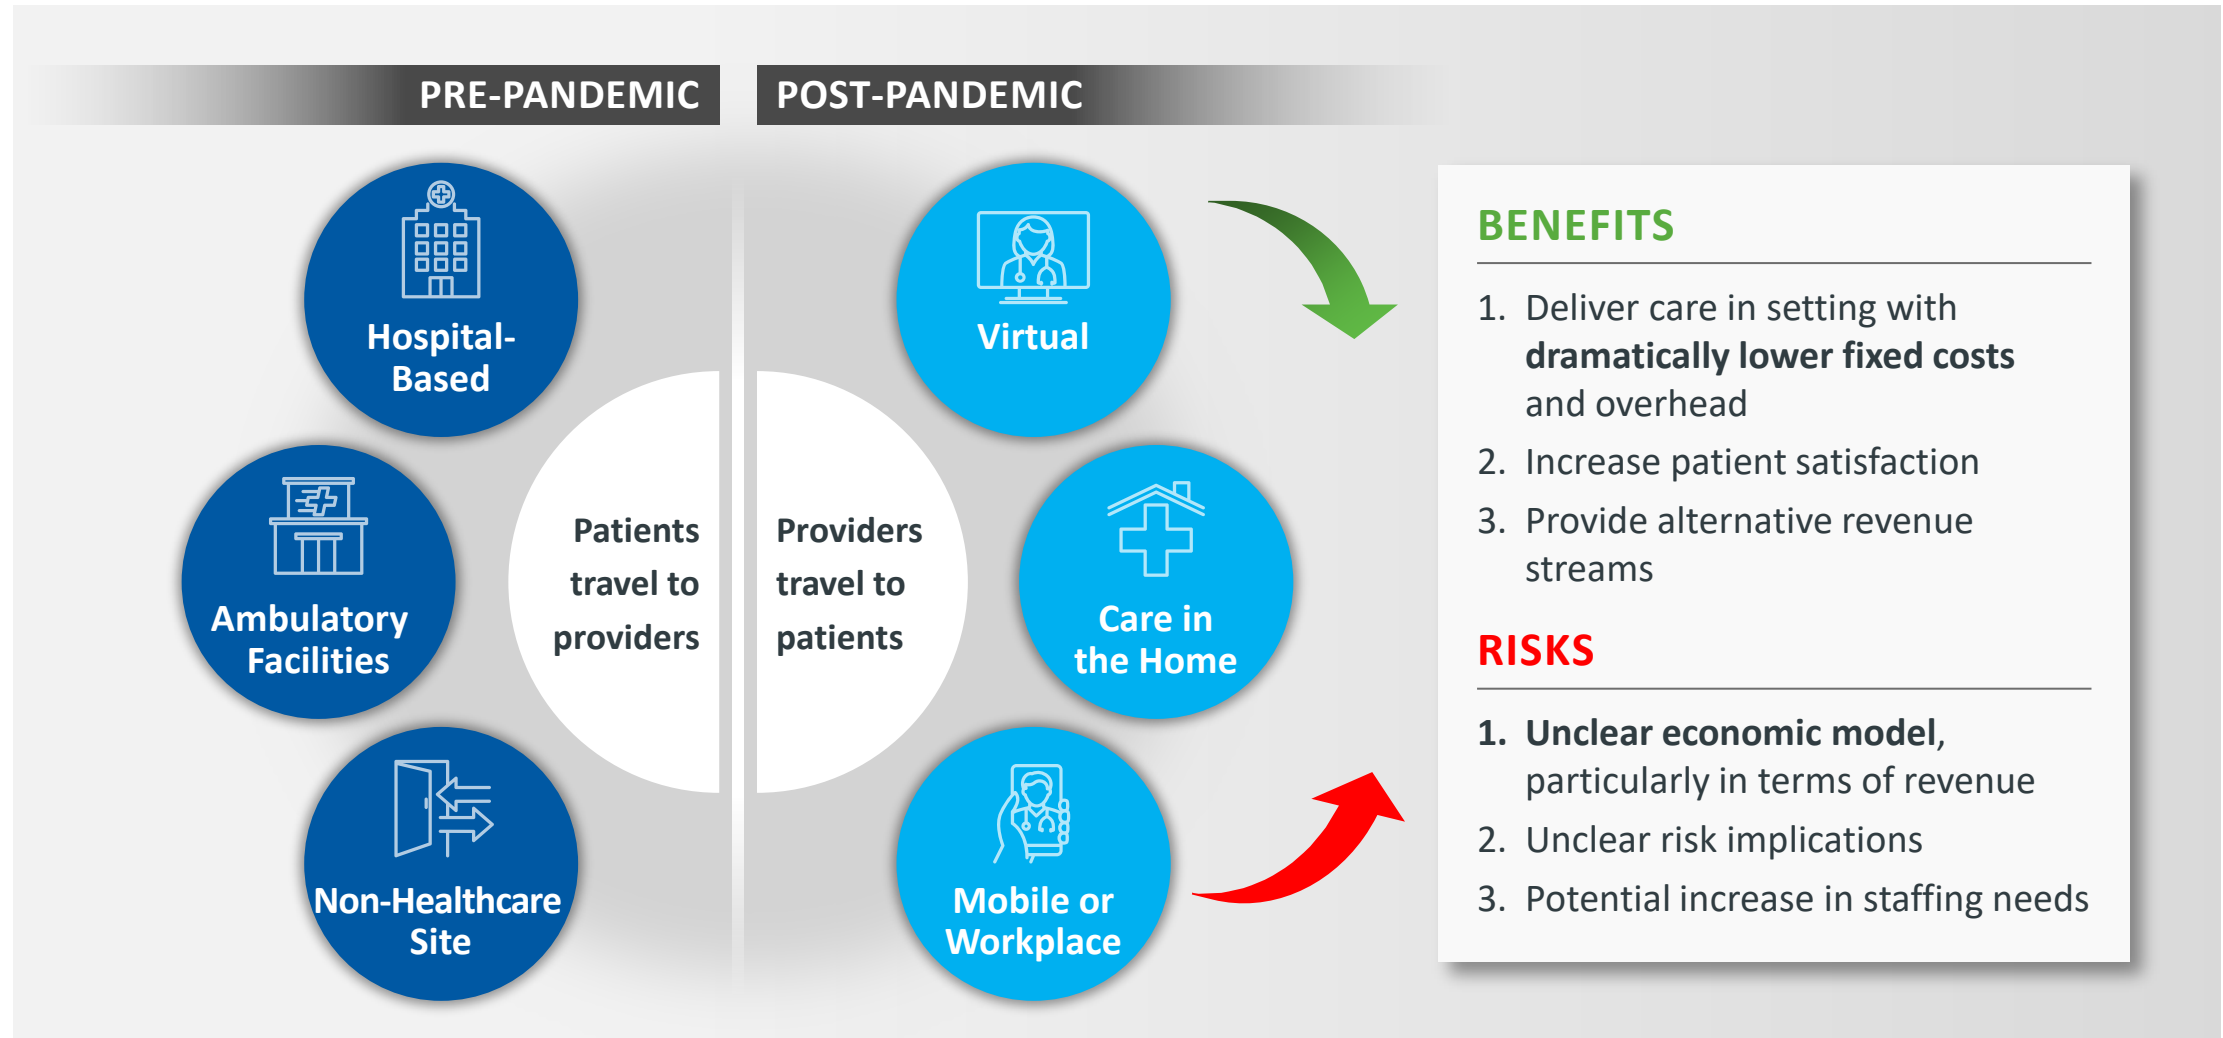 PRE-PANDEMIC
Hospital-
Based
Ambulatory
Facilities
Non-Healthcare
Site
Patients
travel to
providers
POST-PANDEMIC
Providers
travel to
patients
Virtual
Care in
the Home
Mobile or
Workplace
BENEFITS
1. Deliver care in setting with
dramatically lower fixed costs
and overhead
2. Increase patient satisfaction
3. Provide alternative revenue
streams
RISKS
1. Unclear economic model,
particularly in terms of revenue
2. Unclear risk implications
3. Potential increase in staffing needs